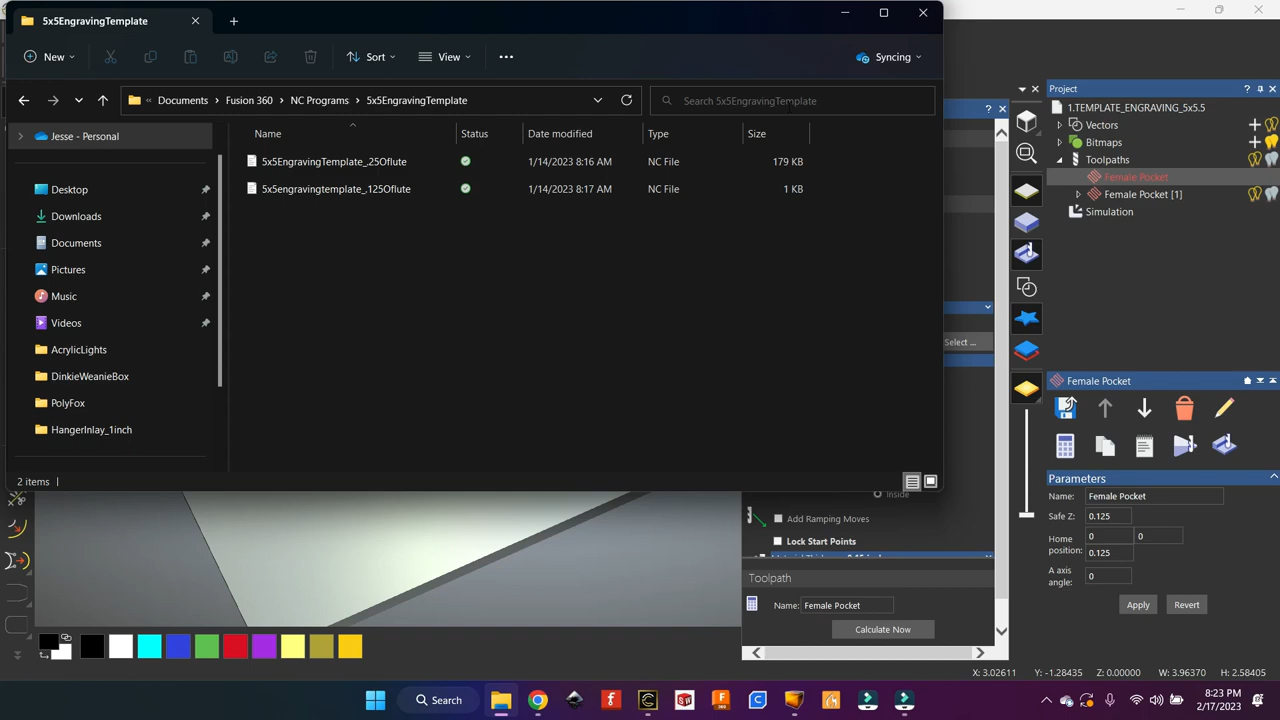 5x5EngravingTemplate
New
Sort
View
Syncing
Documents > Fusion 360 > NC Programs > 5x5EngravingTemplate
Search 5x5EngravingTemplate
Name Status Date modified Type Size
5x5EngravingTemplate_.25Oflute 1/14/2023 8:16 AM NC File 179 KB
5x5engravingtemplate_.125Oflute 1/14/2023 8:17 AM NC File 1 KB
Jesse - Personal
Desktop
Downloads
Documents
Pictures
Music
Videos
AcrylicLights
DinkieWeanieBox
PolyFox
HangerInlay_1inch
2 items
Project
1.TEMPLATE_ENGRAVING_5x5.5
Vectors
Bitmaps
Toolpaths
Female Pocket
Female Pocket [1]
Simulation
Select ...
Inside
Add Ramping Moves
Lock Start Points
Toolpath
Name: Female Pocket
Calculate Now
Female Pocket
Parameters
Name: Female Pocket
Safe Z: 0.125
Home position: 0 0
0.125
A axis angle: 0
Apply Revert
X: 3.02611 Y: -1.28435 Z: 0.00000 W: 3.96370 H: 2.58405
Search
8:23 PM
2/17/2023